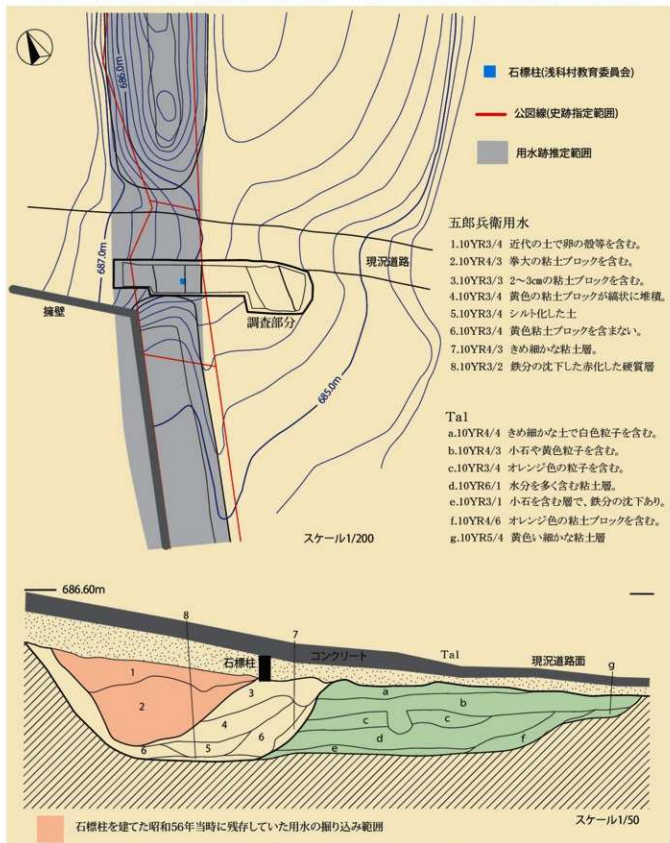 石標柱(浅科村教育委員会)
公図線(史跡指定範囲)
用水跡推定範囲
686.0m
687.0m
685.0m
擁壁
調査部分
現況道路
スケール1/200
五郎兵衛用水
1.10YR3/4 近代の土で卵の殻等を含む。
2.10YR4/3 拳大の粘土ブロックを含む。
3.10YR3/3 2〜3cmの粘土ブロックを含む。
4.10YR3/4 黄色の粘土ブロックが縞状に堆積。
5.10YR3/4 シルト化した土
6.10YR3/4 黄色粘土ブロックを含まない。
7.10YR4/3 きめ細かな粘土層。
8.10YR3/2 鉄分の沈下した赤化した硬質層
Ta1
a.10YR4/4 きめ細かな土で白色粒子を含む。
b.10YR4/3 小石や黄色粒子を含む。
c.10YR3/4 オレンジ色の粒子を含む。
d.10YR6/1 水分を多く含む粘土層。
e.10YR3/1 小石を含む層で、鉄分の沈下あり。
f.10YR4/6 オレンジ色の粘土ブロックを含む。
g.10YR5/4 黄色い細かな粘土層
686.60m
8
7
石標柱
コンクリート
Ta1
現況道路面
g
1
2
3
4
5
6
6
a
b
c
c
d
e
f
スケール1/50
石標柱を建てた昭和56年当時に残存していた用水の掘り込み範囲